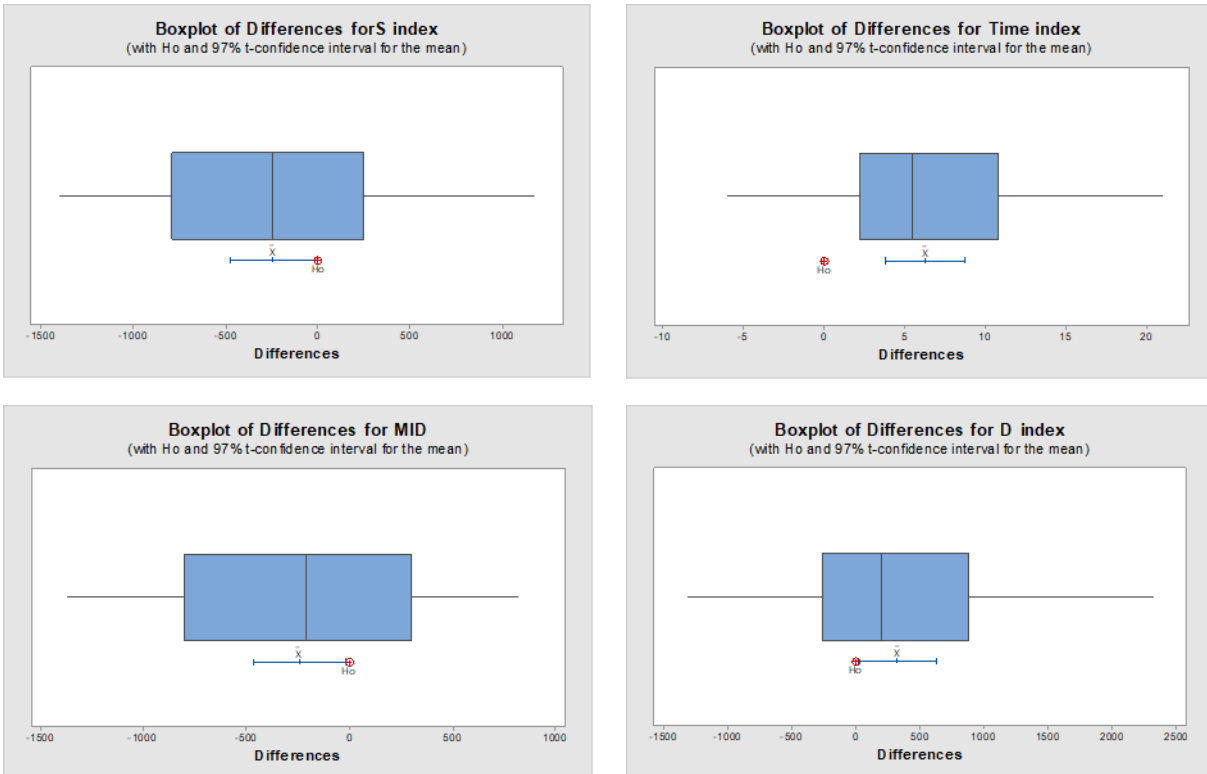 Boxplot of Differences forS index
(with Ho and 97% t-confidence interval for the mean)
X
Ho
-1500 -1000 -500 0 500 1000
Differences
Boxplot of Differences for Time index
(with Ho and 97% t-confidence interval for the mean)
X
Ho
-10 -5 0 5 10 15 20
Differences
Boxplot of Differences for MID
(with Ho and 97% t-confidence interval for the mean)
X
Ho
-1500 -1000 -500 0 500 1000
Differences
Boxplot of Differences for D index
(with Ho and 97% t-confidence interval for the mean)
X
Ho
-1500 -1000 -500 0 500 1000 1500 2000 2500
Differences